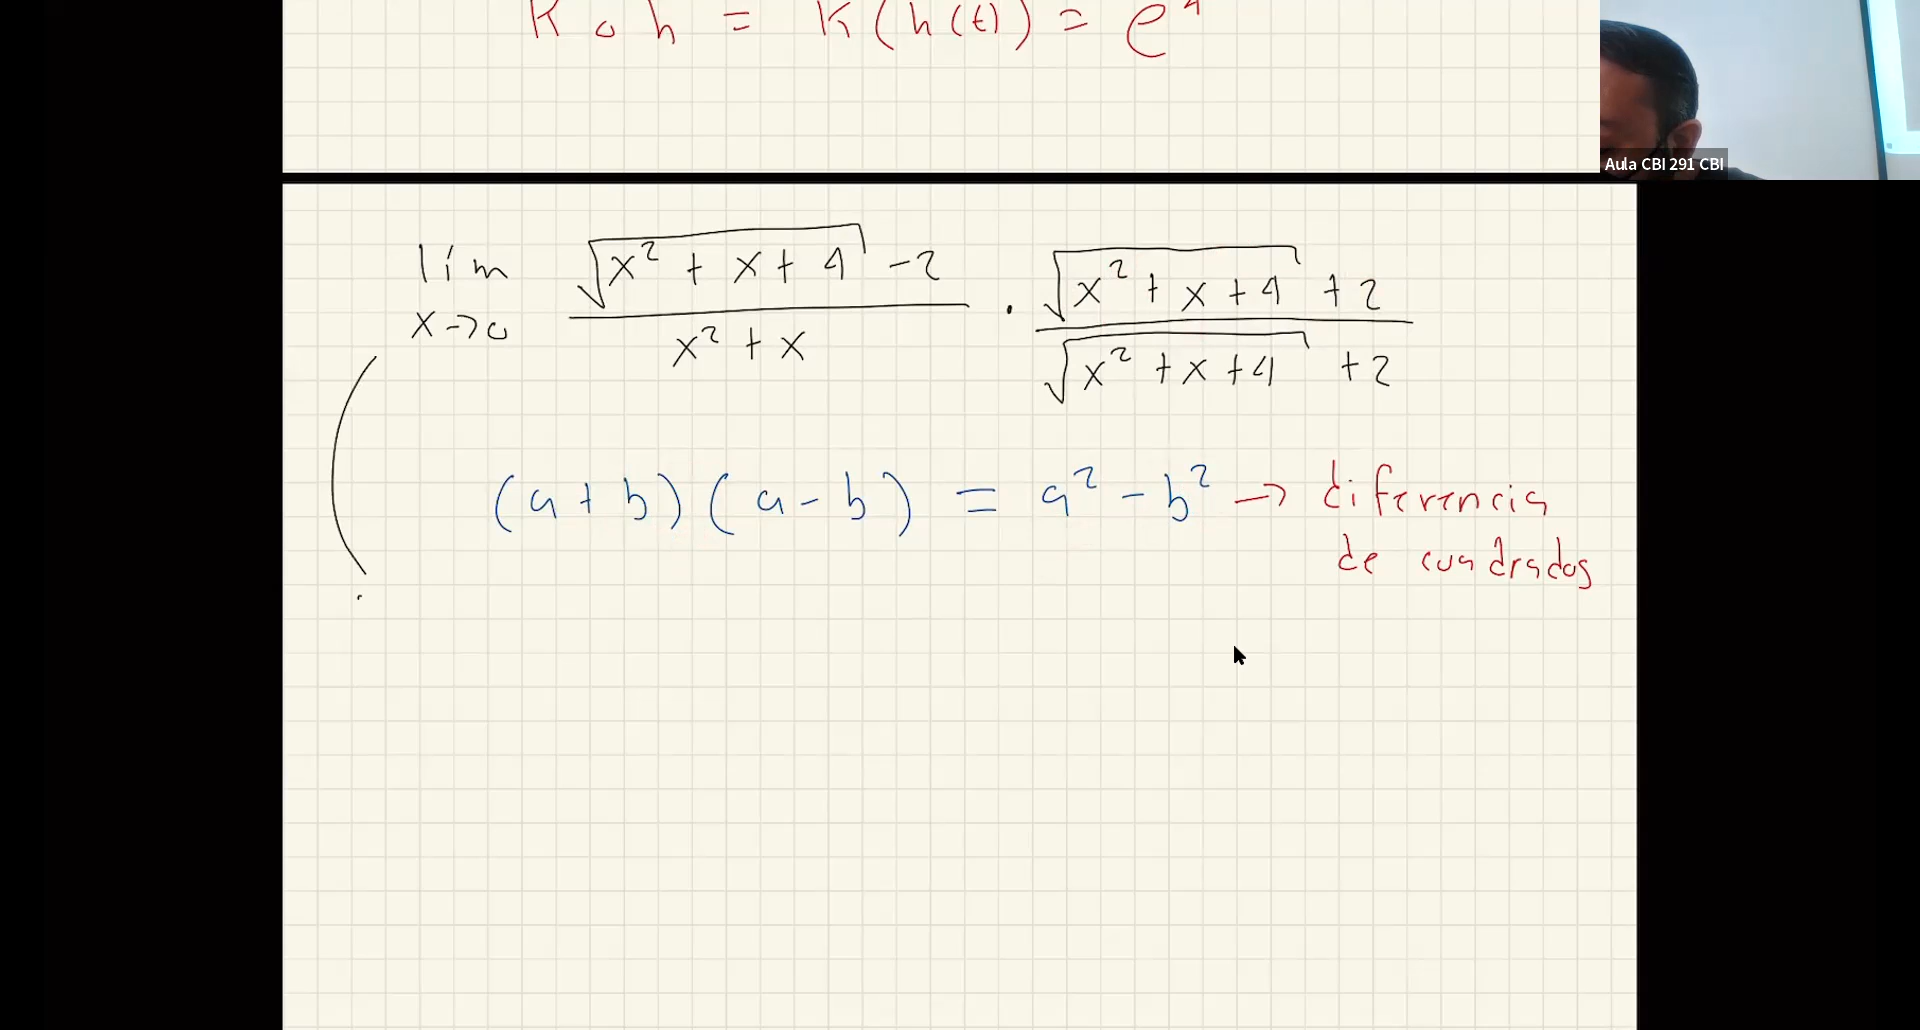 K ∘ h = K(h(t)) = e
Aula CBI 291 CBI
lím x→0 (√(x² + x + 4) - 2)/(x² + x) · (√(x² + x + 4) + 2)/(√(x² + x + 4) + 2)
(a + b)(a - b) = a² - b² → diferencia
de cuadrados